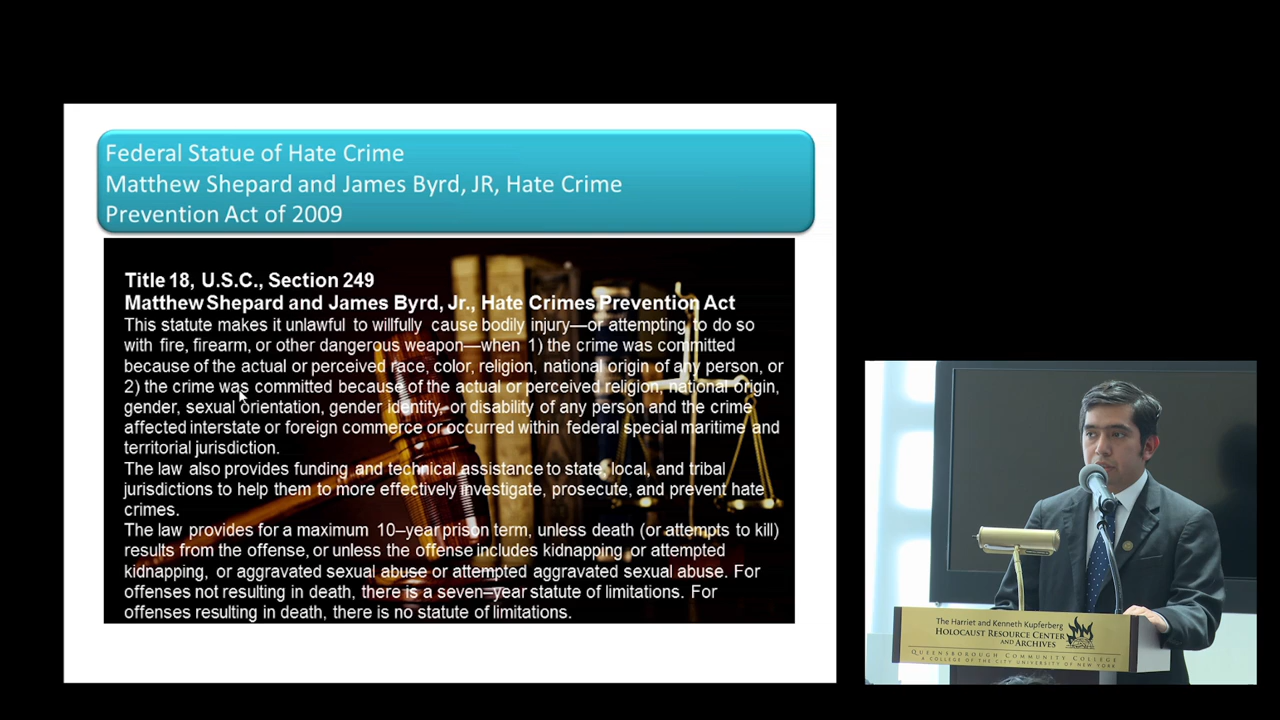 Federal Statue of Hate Crime
Matthew Shepard and James Byrd, JR, Hate Crime
Prevention Act of 2009
Title 18, U.S.C., Section 249
Matthew Shepard and James Byrd, Jr., Hate Crimes Prevention Act
This statute makes it unlawful to willfully cause bodily injury—or attempting to do so
with fire, firearm, or other dangerous weapon—when 1) the crime was committed
because of the actual or perceived race, color, religion, national origin of any person, or
2) the crime was committed because of the actual or perceived religion, national origin,
gender, sexual orientation, gender identity, or disability of any person and the crime
affected interstate or foreign commerce or occurred within federal special maritime and
territorial jurisdiction.
The law also provides funding and technical assistance to state, local, and tribal
jurisdictions to help them to more effectively investigate, prosecute, and prevent hate
crimes.
The law provides for a maximum 10–year prison term, unless death (or attempts to kill)
results from the offense, or unless the offense includes kidnapping or attempted
kidnapping, or aggravated sexual abuse or attempted aggravated sexual abuse. For
offenses not resulting in death, there is a seven–year statute of limitations. For
offenses resulting in death, there is no statute of limitations.
The Harriet and Kenneth Kupferberg
Holocaust Resource Center
and Archives
Queensborough Community College
A College of the City University of New York